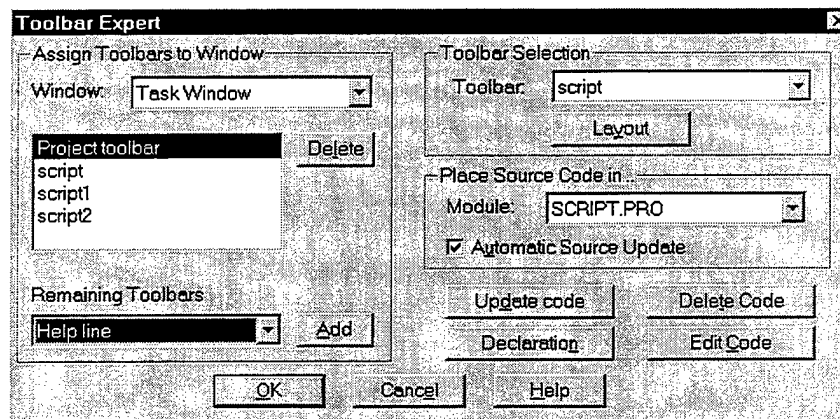 Toolbar Expert
Assign Toolbars to Window
Window: Task Window
Project toolbar
script
script1
script2
Delete
Remaining Toolbars
Help line
Add
Toolbar Selection
Toolbar: script
Layout
Place Source Code in...
Module: SCRIPT.PRO
Automatic Source Update
Update code
Delete Code
Declaration
Edit Code
OK
Cancel
Help